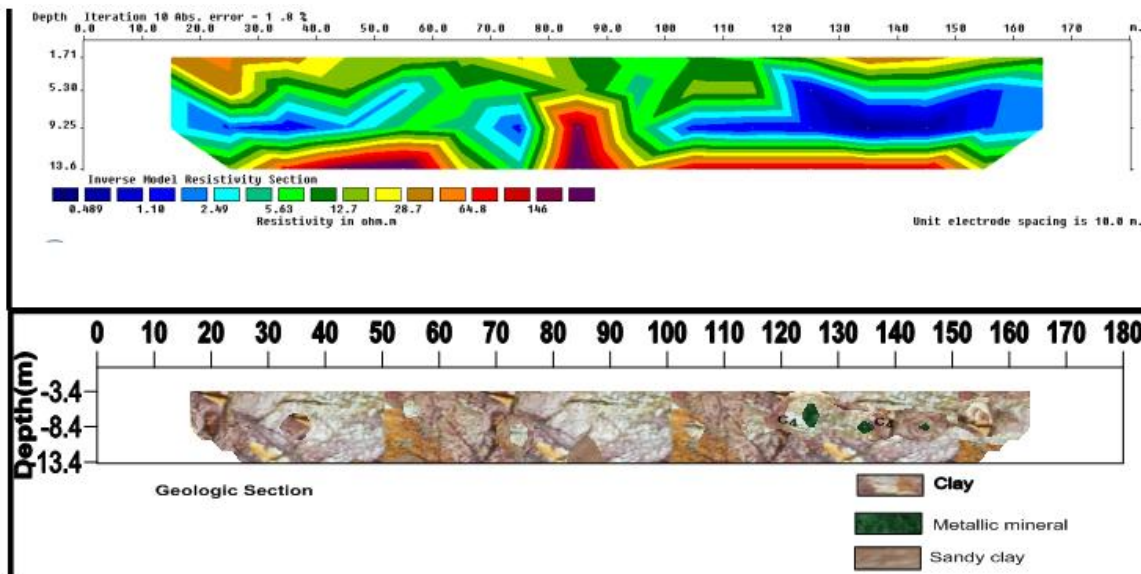 Depth Iteration 10 Abs. error = 1 .8 %
0.0 20.0 30.0 40.0 50.0 60.0 70.0 80.0 90.0 100 110 120 130 140 150 160 170 m.
1.71
5.30
9.25
13.6
Inverse Model Resistivity Section
0.489 1.10 2.49 5.63 12.7 28.7 64.8 146
Resistivity in ohm.m
Unit electrode spacing is 10.0 m.
0 10 20 30 40 50 60 70 80 90 100 110 120 130 140 150 160 170 180
Depth(m)
-3.4
-8.4
-13.4
C4 C4
Geologic Section
Clay
Metallic mineral
Sandy clay